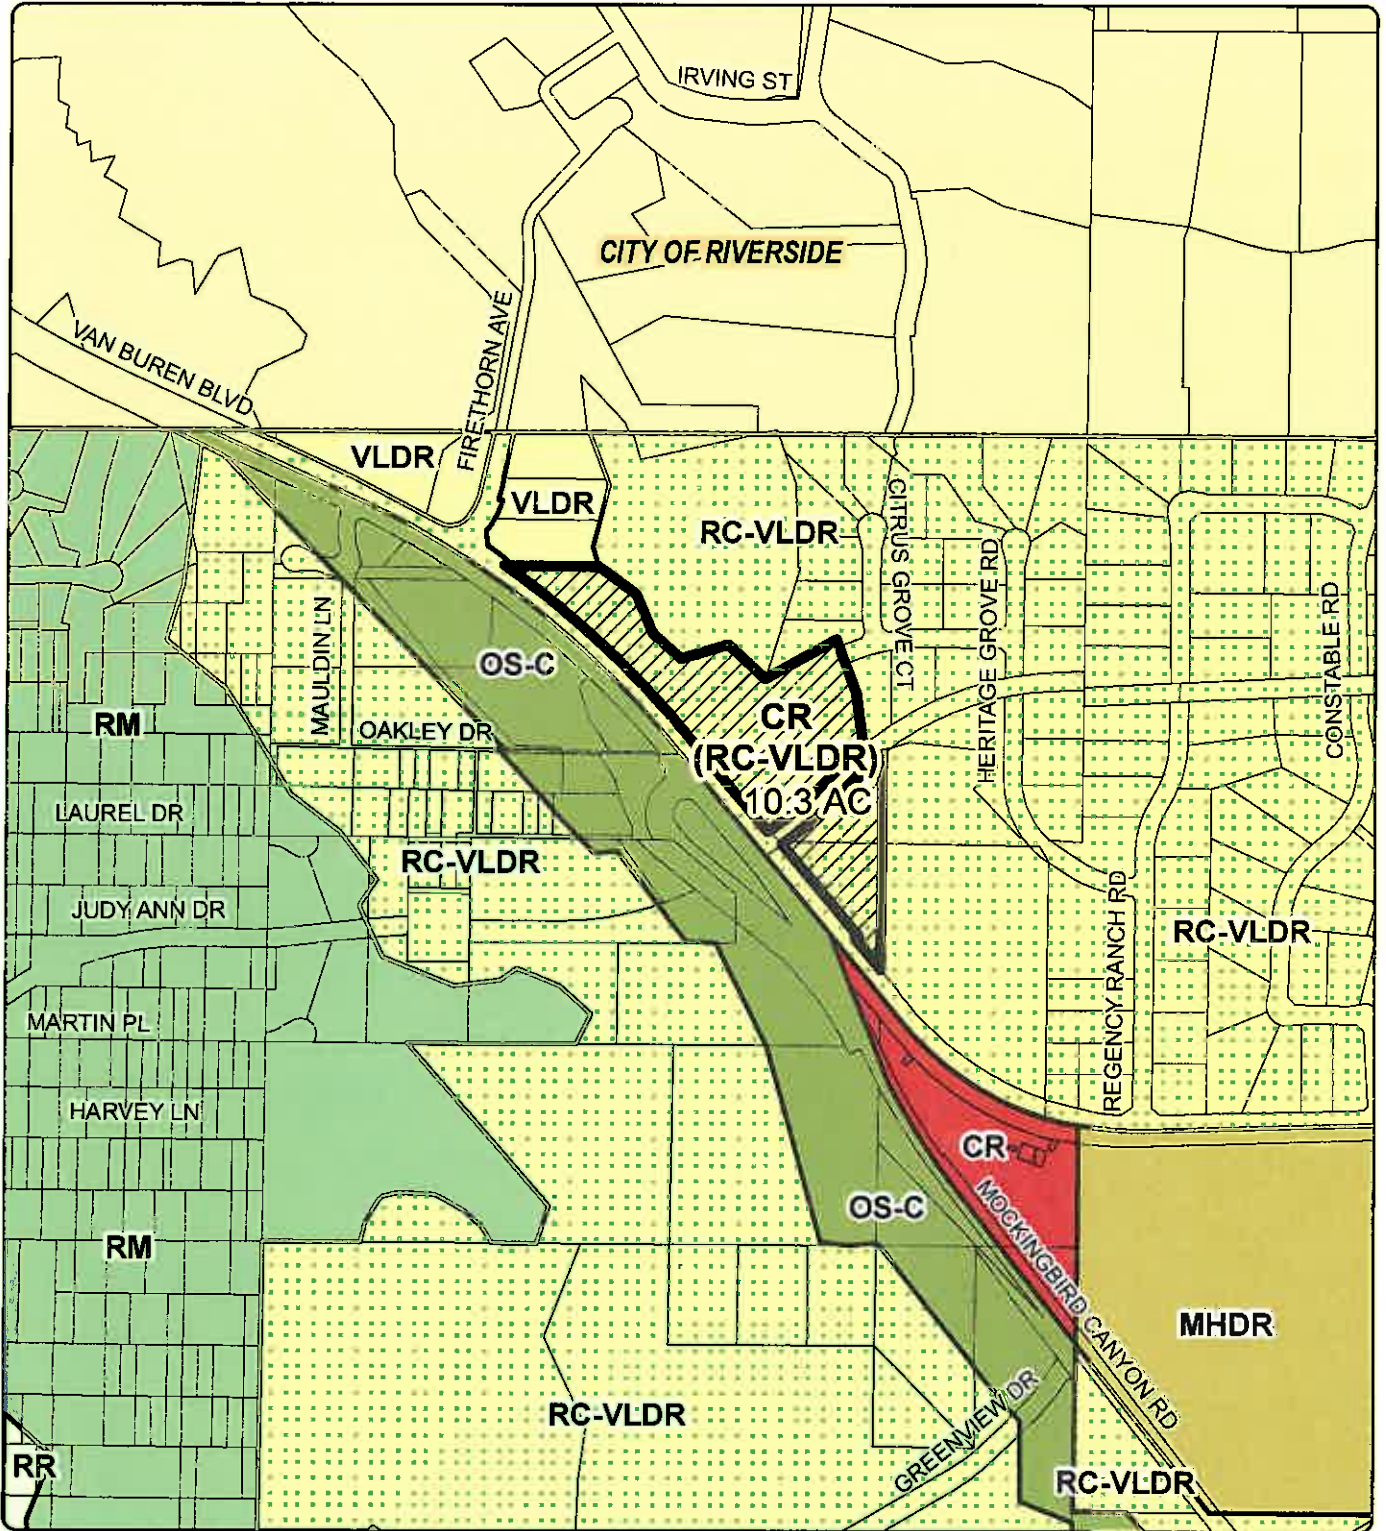 IRVING ST
CITY OF RIVERSIDE
VAN BUREN BLVD
FIRETHORN AVE
VLDR
VLDR
RC-VLDR
CITRUS GROVE CT
HERITAGE GROVE RD
CONSTABLE RD
MAULDIN LN
OS-C
RM
OAKLEY DR
CR
(RC-VLDR)
10.3 AC
LAUREL DR
RC-VLDR
JUDY ANN DR
REGENCY RANCH RD
RC-VLDR
MARTIN PL
HARVEY LN
CR
OS-C
MOCKINGBIRD CANYON RD
RM
MHDR
RC-VLDR
GREENVIEW DR
RR
RC-VLDR